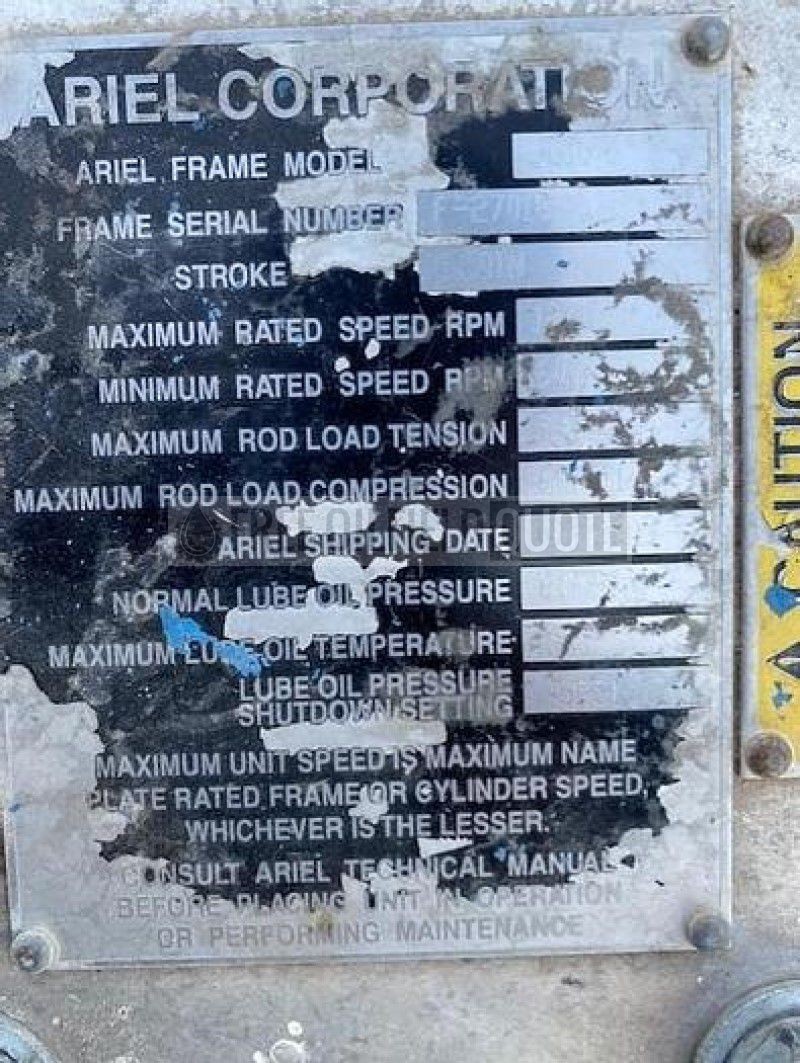 ARIEL CORPORATION
ARIEL FRAME MODEL
FRAME SERIAL NUMBER
STROKE
MAXIMUM RATED SPEED RPM
MINIMUM RATED SPEED RPM
MAXIMUM ROD LOAD TENSION
MAXIMUM ROD LOAD COMPRESSION
ARIEL SHIPPING DATE
NORMAL LUBE OIL PRESSURE
MAXIMUM LUBE OIL TEMPERATURE
LUBE OIL PRESSURE
SHUTDOWN SETTING
MAXIMUM UNIT SPEED IS MAXIMUM NAME
PLATE RATED FRAME OR CYLINDER SPEED,
WHICHEVER IS THE LESSER.
CONSULT ARIEL TECHNICAL MANUAL
BEFORE PLACING UNIT IN OPERATION
OR PERFORMING MAINTENANCE
CAUTION